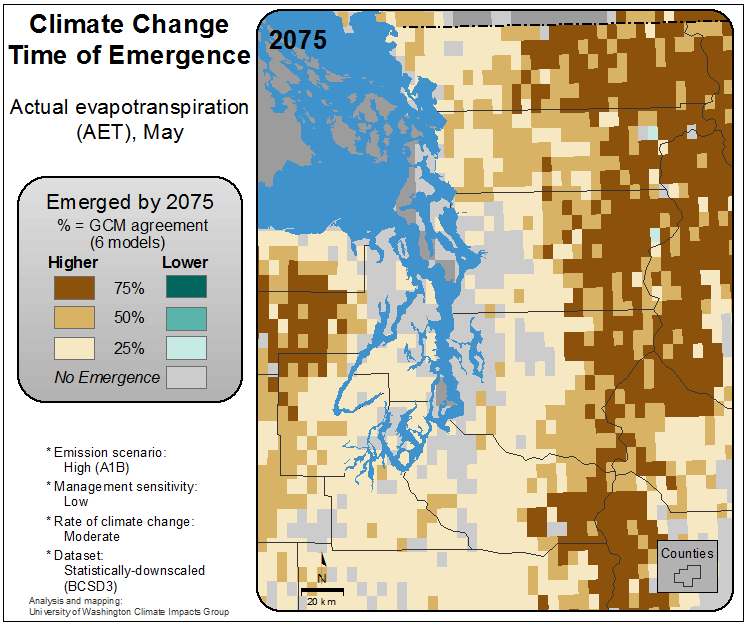 Climate Change
Time of Emergence
Actual evapotranspiration
(AET), May
Emerged by 2075
% = GCM agreement
(6 models)
Higher Lower
75%
50%
25%
No Emergence
* Emission scenario:
High (A1B)
* Management sensitivity:
Low
* Rate of climate change:
Moderate
* Dataset:
Statistically-downscaled
(BCSD3)
Analysis and mapping:
University of Washington Climate Impacts Group
2075
N
20 km
Counties